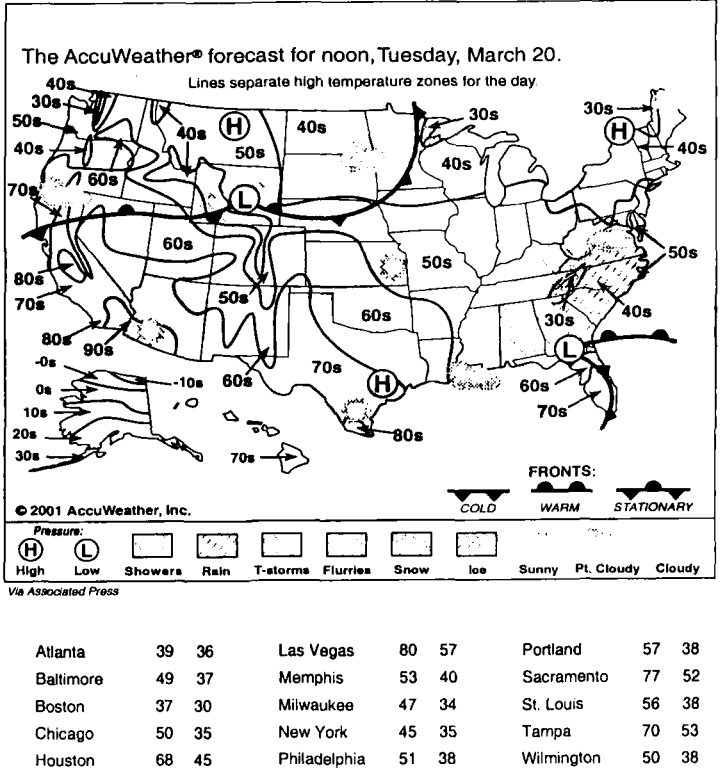 The AccuWeather® forecast for noon, Tuesday, March 20.
Lines separate high temperature zones for the day.
40s
30s
50s
40s
60s
70s
40s
H
50s
40s
30s
40s
30s
H
40s
L
60s
50s
50s
60s
80s
70s
80s
90s
60s
70s
H
80s
50s
40s
30s
L
60s
70s
-0s
0s
10s
20s
30s
-10s
70s
FRONTS:
COLD WARM STATIONARY
© 2001 AccuWeather, Inc.
Pressure:
H L
High Low Showers Rain T-storms Flurries Snow Ice Sunny Pt. Cloudy Cloudy
Via Associated Press
Atlanta 39 36 Las Vegas 80 57 Portland 57 38
Baltimore 49 37 Memphis 53 40 Sacramento 77 52
Boston 37 30 Milwaukee 47 34 St. Louis 56 38
Chicago 50 35 New York 45 35 Tampa 70 53
Houston 68 45 Philadelphia 51 38 Wilmington 50 38